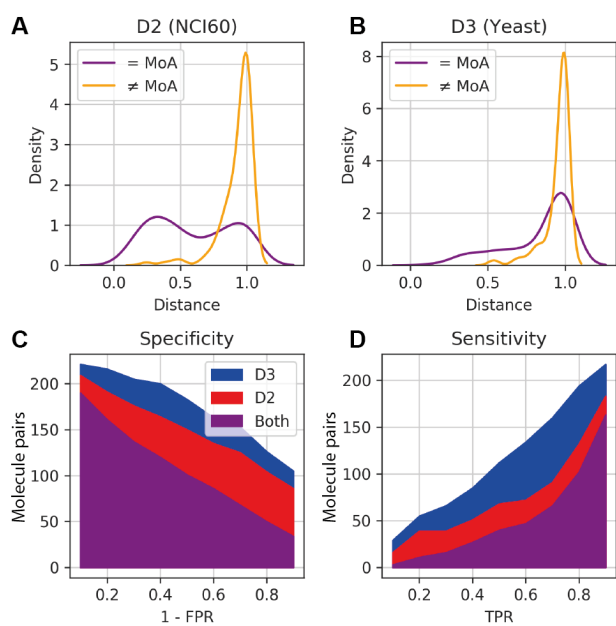 A
D2 (NCI60)
= MoA
≠ MoA
Density
0
1
2
3
4
5
0.0
0.5
1.0
Distance
B
D3 (Yeast)
= MoA
≠ MoA
Density
0
2
4
6
8
0.0
0.5
1.0
Distance
C
Specificity
D3
D2
Both
Molecule pairs
0
50
100
150
200
0.2
0.4
0.6
0.8
1 - FPR
D
Sensitivity
Molecule pairs
0
50
100
150
200
0.2
0.4
0.6
0.8
TPR